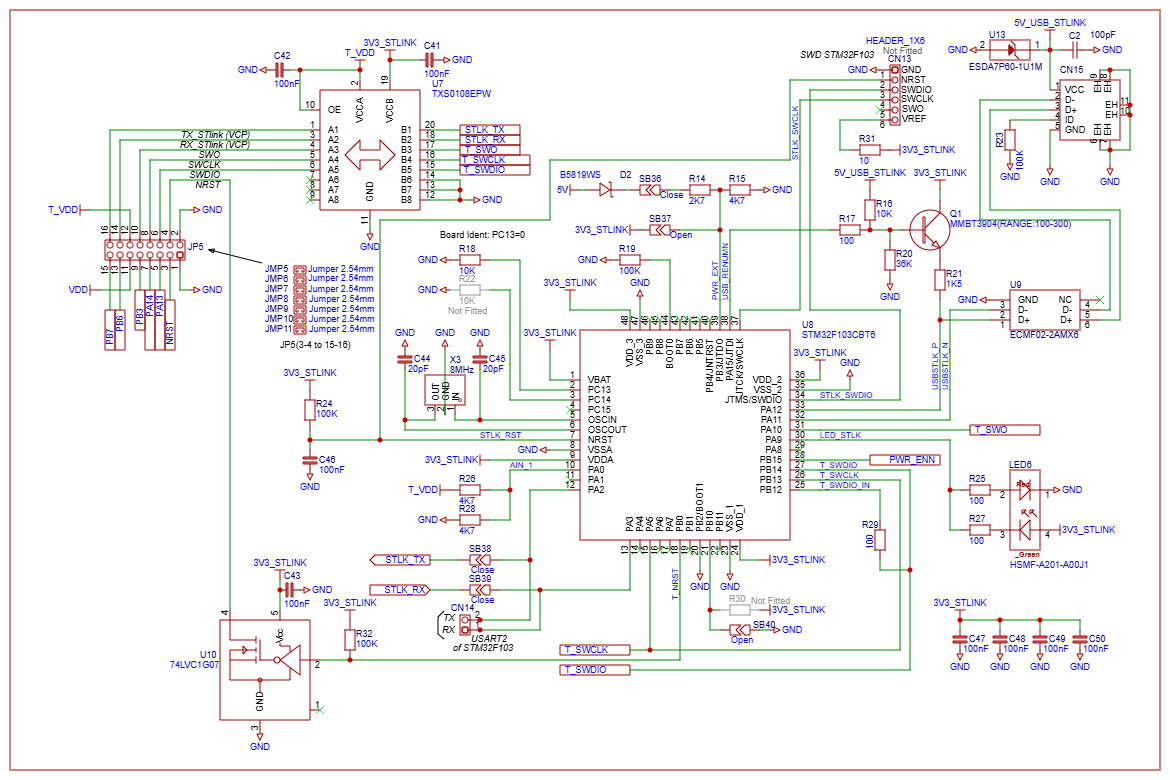 5V_USB_STLINK
U13
C2
100pF
GND
2
1
GND
ESDA7P60-1U1M
CN15
VCC
D-
D+
ID
GND
1
2
3
4
5
EH
EH
EH
EH
EH
EH
9
8
11
10
6
7
R23
100K
GND
GND
GND
HEADER_1X6
Not Fitted
CN13
SWD STM32F103
GND
GND
NRST
SWDIO
SWCLK
SWO
VREF
1
2
3
4
5
6
STLK_SWCLK
R31
10
3V3_STLINK
C42
GND
100nF
T_VDD
3V3_STLINK
C41
GND
100nF
U7
TXS0108EPW
2
19
VCCA
VCCB
10
OE
1
3
4
5
6
7
8
9
A1
A2
A3
A4
A5
A6
A7
A8
B1
B2
B3
B4
B5
B6
B7
B8
20
18
17
16
15
14
13
12
STLK_TX
STLK_RX
T_SWO
T_SWCLK
T_SWDIO
GND
GND
11
GND
TX_STlink (VCP)
RX_STlink (VCP)
SWO
SWCLK
SWDIO
NRST
T_VDD
GND
16
14
12
10
8
6
4
2
JP5
15
13
11
9
7
5
3
1
VDD
GND
PB7
PB6
PB3
PA14
PA13
NRST
JMP5 Jumper 2.54mm
JMP6 Jumper 2.54mm
JMP7 Jumper 2.54mm
JMP8 Jumper 2.54mm
JMP9 Jumper 2.54mm
JMP10 Jumper 2.54mm
JMP11 Jumper 2.54mm
JP5(3-4 to 15-16)
B5819WS
D2
5V
SB36
Close
R14
2K7
R15
4K7
GND
3V3_STLINK
SB37
Open
Board Ident: PC13=0
R18
GND
10K
R22
GND
10K
Not Fitted
R19
GND
100K
3V3_STLINK
GND
PWR_EXT
USB_RENUMN
5V_USB_STLINK
3V3_STLINK
R16
10K
R17
100
Q1
MMBT3904(RANGE:100-300)
R20
36K
GND
R21
1K5
U9
GND
GND
D-
D+
NC
D-
D+
3
2
1
4
5
6
ECMF02-2AMX6
USBSTLK_P
USBSTLK_N
GND
GND
GND
C44
20pF
X3
8MHz
C45
20pF
OUT
GND
IN
3
2
1
3V3_STLINK
U8
STM32F103CBT6
48
47
46
45
44
43
42
41
40
39
38
37
VDD_3
VSS_3
PB9
PB8
BOOT0
PB7
PB6
PB5
PB4/JNTRST
PB3/JTDO
PA15/JTDI
JTCK/SWCLK
1
2
3
4
5
6
7
8
9
10
11
12
VBAT
PC13
PC14
PC15
OSCIN
OSCOUT
NRST
VSSA
VDDA
PA0
PA1
PA2
VDD_2
VSS_2
JTMS/SWDIO
PA12
PA11
PA10
PA9
PA8
PB15
PB14
PB13
PB12
36
35
34
33
32
31
30
29
28
27
26
25
PA3
PA4
PA5
PA6
PA7
PB0
PB1
PB2/BOOT1
PB10
PB11
VSS_1
VDD_1
13
14
15
16
17
18
19
20
21
22
23
24
3V3_STLINK
GND
STLK_SWDIO
LED_STLK
T_SWO
PWR_ENN
T_SWDIO
T_SWCLK
T_SWDIO_IN
3V3_STLINK
R24
100K
C46
100nF
GND
STLK_RST
GND
3V3_STLINK
AIN_1
R26
T_VDD
4K7
R28
GND
4K7
STLK_TX
SB38
Close
STLK_RX
SB39
Close
CN14
TX
RX
2
1
USART2
of STM32F103
T_NRST
GND
GND
3V3_STLINK
R30
Not Fitted
3V3_STLINK
SB40
Open
GND
T_SWCLK
T_SWDIO
R29
100
R25
100
R27
100
LED6
Red
_Green
2
1
3
4
GND
3V3_STLINK
HSMF-A201-A00J1
3V3_STLINK
C47
100nF
C48
100nF
C49
100nF
C50
100nF
GND
GND
GND
GND
3V3_STLINK
C43
GND
100nF
3V3_STLINK
R32
100K
4
5
Vcc
U10
74LVC1G07
2
GND
1
3
GND